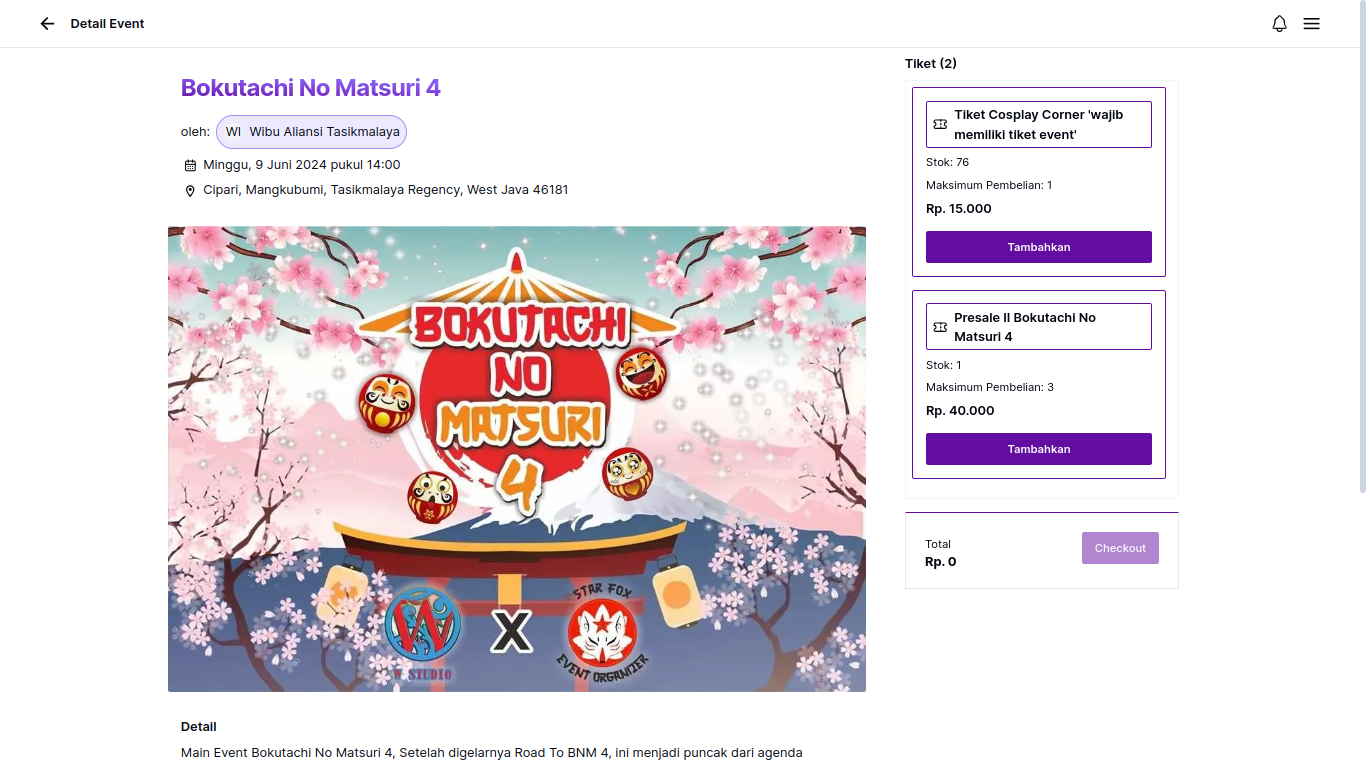 Detail Event
Bokutachi No Matsuri 4
oleh: WI Wibu Aliansi Tasikmalaya
Minggu, 9 Juni 2024 pukul 14:00
Cipari, Mangkubumi, Tasikmalaya Regency, West Java 46181
BOKUTACHI
NO
MATSURI
4
W STUDIO
X
STAR FOX
EVENT ORGANIZER
Detail
Main Event Bokutachi No Matsuri 4, Setelah digelarnya Road To BNM 4, ini menjadi puncak dari agenda
Tiket (2)
Tiket Cosplay Corner 'wajib
memiliki tiket event'
Stok: 76
Maksimum Pembelian: 1
Rp. 15.000
Tambahkan
Presale II Bokutachi No
Matsuri 4
Stok: 1
Maksimum Pembelian: 3
Rp. 40.000
Tambahkan
Total
Rp. 0
Checkout